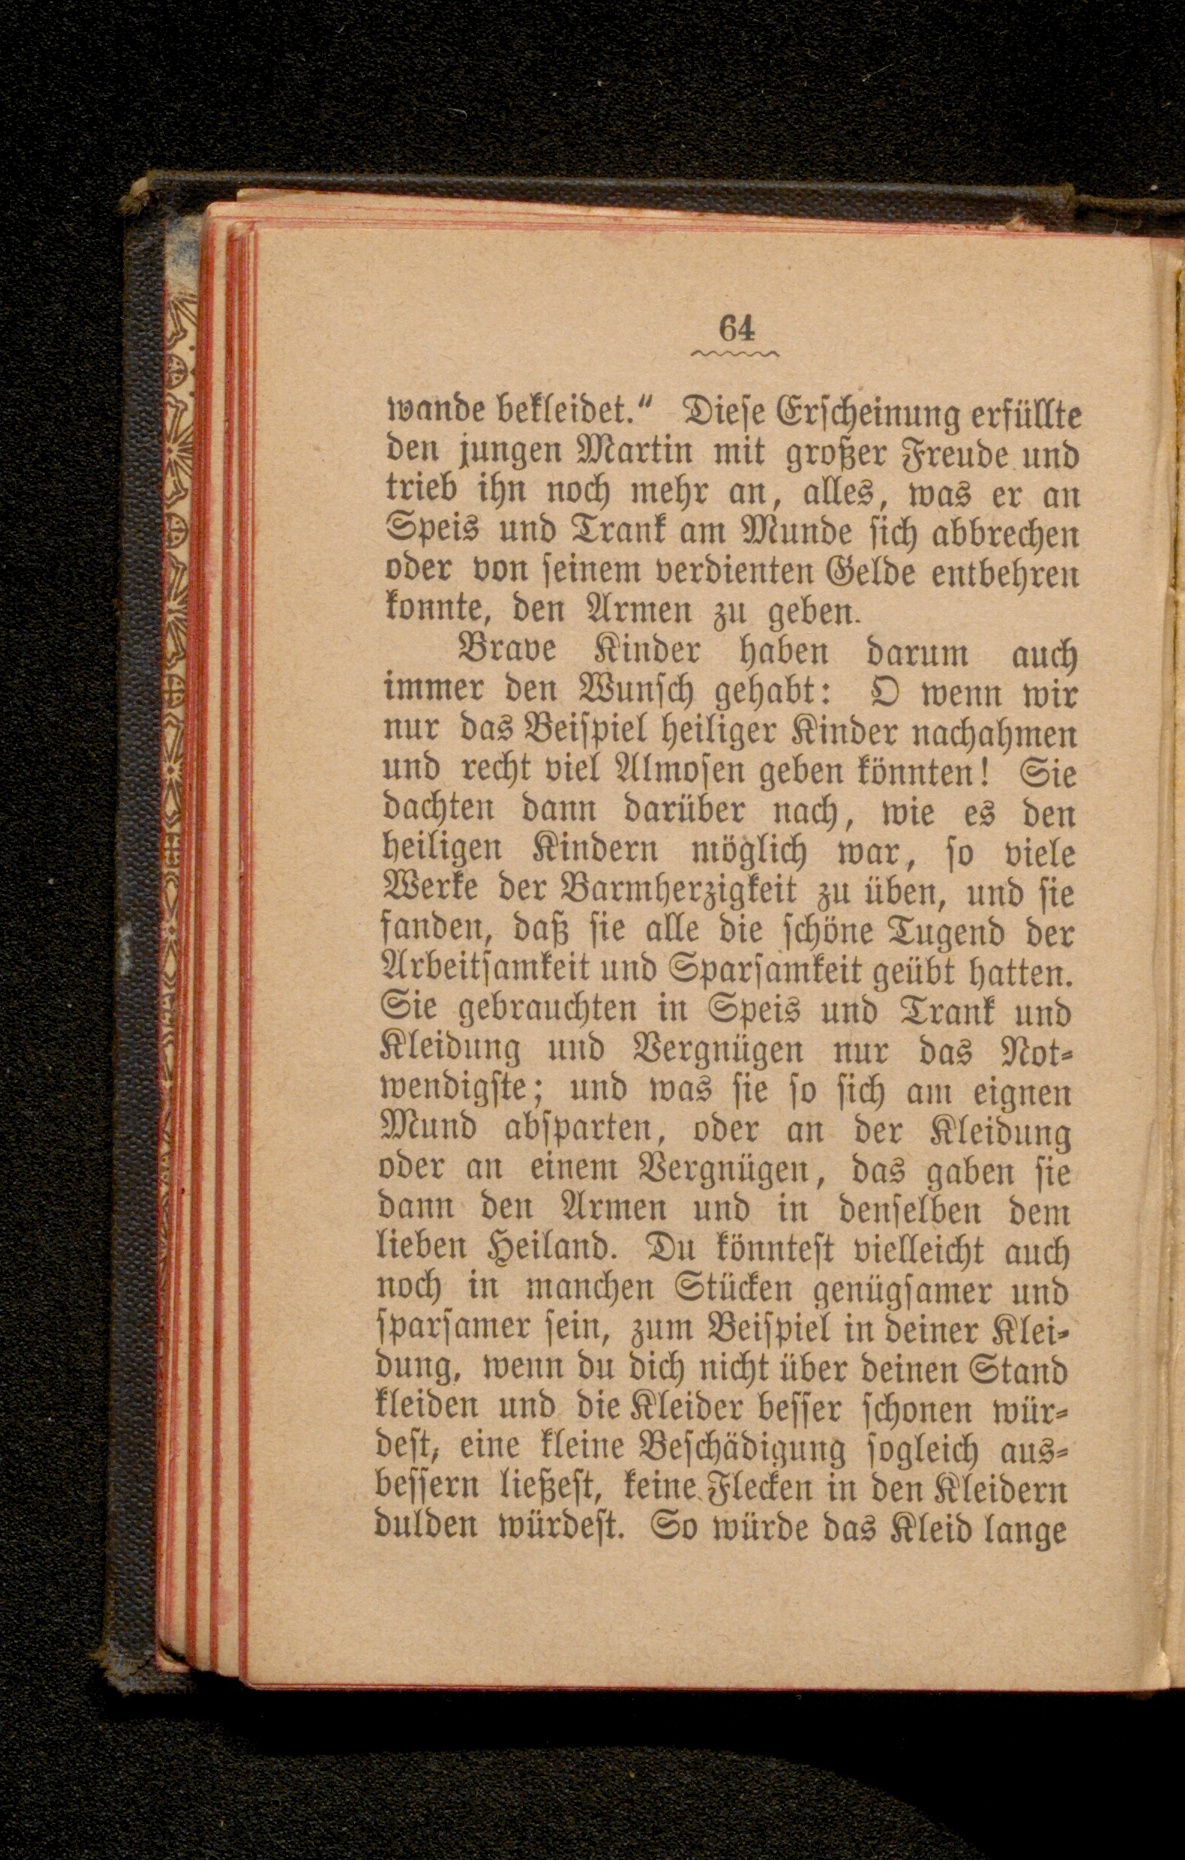 64
wande bekleidet.“ Diese Erscheinung erfüllte
den jungen Martin mit großer Freude und
trieb ihn noch mehr an, alles, was er an
Speis und Trank am Munde sich abbrechen
oder von seinem verdienten Gelde entbehren
konnte, den Armen zu geben.
Brave Kinder haben darum auch
immer den Wunsch gehabt: O wenn wir
nur das Beispiel heiliger Kinder nachahmen
und recht viel Almosen geben könnten! Sie
dachten dann darüber nach, wie es den
heiligen Kindern möglich war, so viele
Werke der Barmherzigkeit zu üben, und sie
fanden, daß sie alle die schöne Tugend der
Arbeitsamkeit und Sparsamkeit geübt hatten.
Sie gebrauchten in Speis und Trank und
Kleidung und Vergnügen nur das Not-
wendigste; und was sie so sich am eignen
Mund absparten, oder an der Kleidung
oder an einem Vergnügen, das gaben sie
dann den Armen und in denselben dem
lieben Heiland. Du könntest vielleicht auch
noch in manchen Stücken genügsamer und
sparsamer sein, zum Beispiel in deiner Klei-
dung, wenn du dich nicht über deinen Stand
kleiden und die Kleider besser schonen wür-
dest, eine kleine Beschädigung sogleich aus-
bessern ließest, keine Flecken in den Kleidern
dulden würdest. So würde das Kleid lange